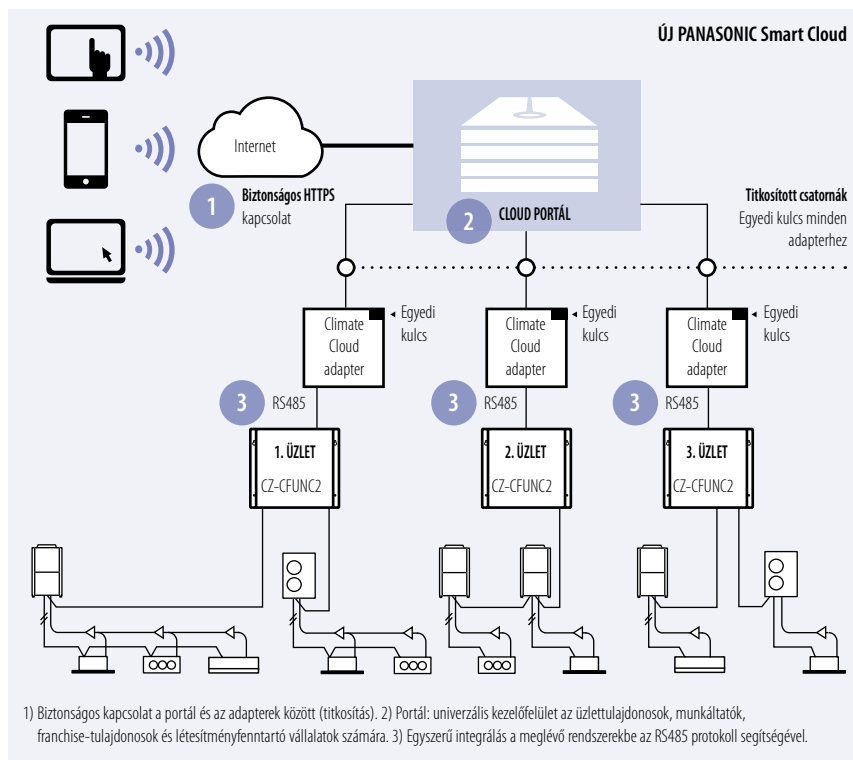 ÚJ PANASONIC Smart Cloud
Internet
1
Biztonságos HTTPS
kapcsolat
2
CLOUD PORTÁL
Titkosított csatornák
Egyedi kulcs minden
adapterhez
Climate
Cloud
adapter
Egyedi
kulcs
Climate
Cloud
adapter
Egyedi
kulcs
Climate
Cloud
adapter
Egyedi
kulcs
3
RS485
3
RS485
3
RS485
1. ÜZLET
CZ-CFUNC2
2. ÜZLET
CZ-CFUNC2
3. ÜZLET
CZ-CFUNC2
1) Biztonságos kapcsolat a portál és az adapterek között (titkosítás). 2) Portál: univerzális kezelőfelület az üzlettulajdonosok, munkáltatók,
franchise-tulajdonosok és létesítményfenntartó vállalatok számára. 3) Egyszerű integrálás a meglévő rendszerekbe az RS485 protokoll segítségével.